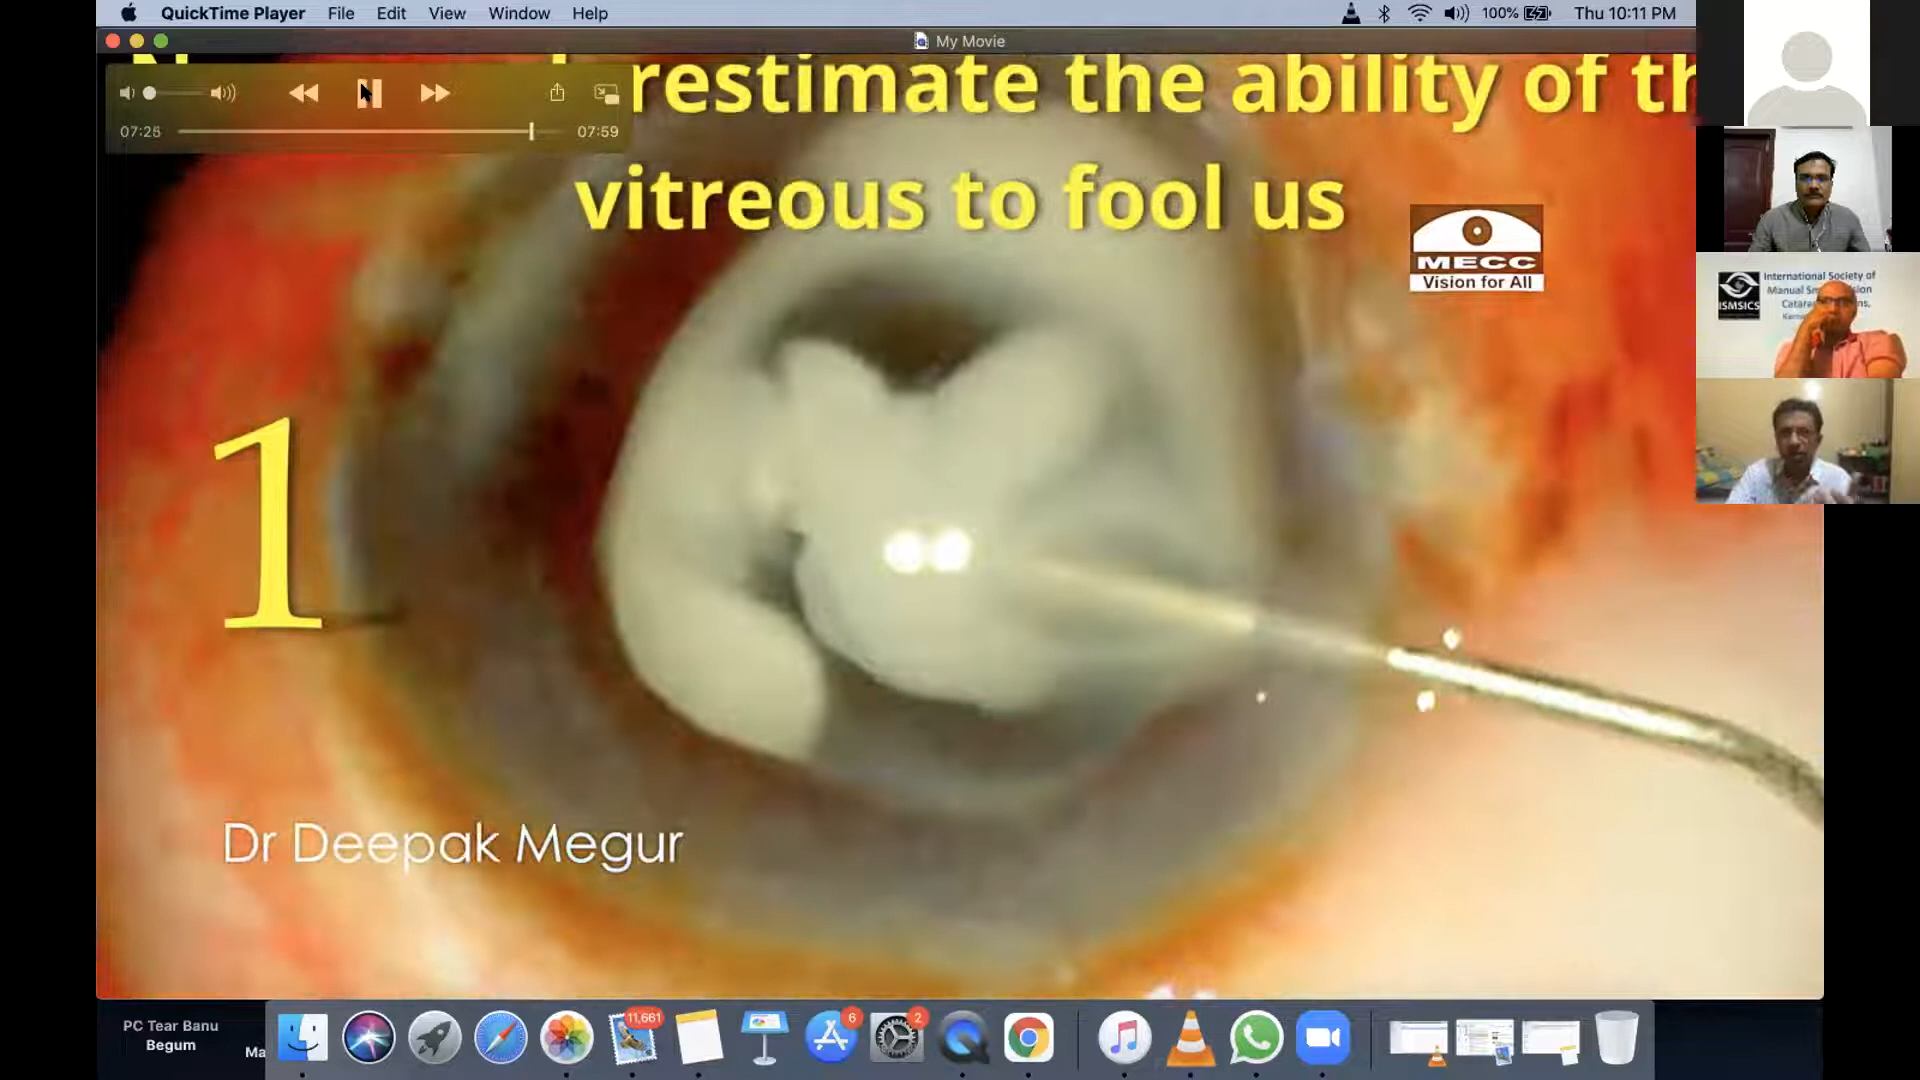 QuickTime Player File Edit View Window Help
100% Thu 10:11 PM
My Movie
restimate the ability of th
vitreous to fool us
07:25
07:59
MECC
Vision for All
International Society of
ISMSICS
1
Dr Deepak Megur
PC Tear Banu
Begum
Ma
11,661
6
2